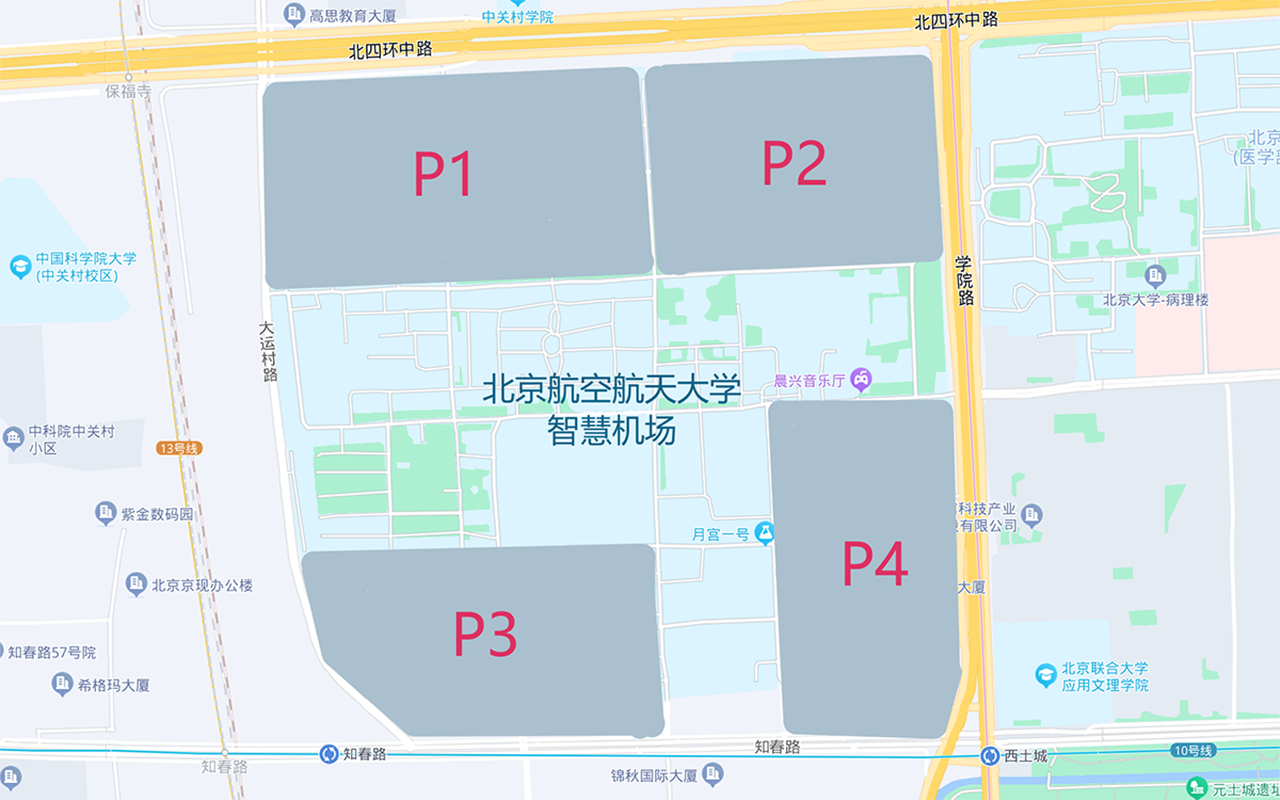 高思教育大厦
中关村学院
北四环中路
北四环中路
保福寺
P1
P2
北京
(医学部
中国科学院大学
(中关村校区)
学院路
北京大学-病理楼
大运村路
北京航空航天大学
智慧机场
晨兴音乐厅
中科院中关村
小区
13号线
紫金数码园
科技产业
有限公司
月宫一号
P4
北京京现办公楼
大厦
P3
知春路57号院
希格玛大厦
北京联合大学
应用文理学院
知春路
知春路
知春路
西土城
10号线
锦秋国际大厦
元土城遗址